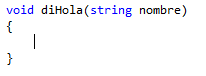 void diHola(string nombre)
{
}